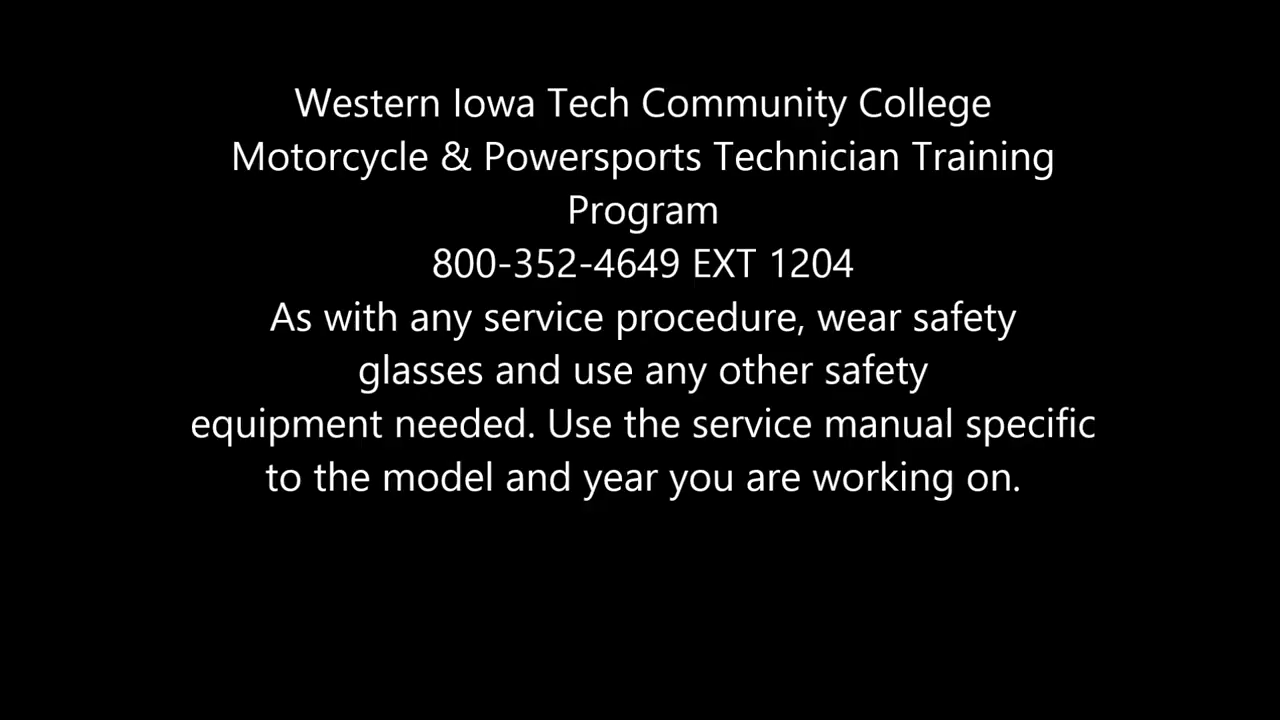 Western Iowa Tech Community College
Motorcycle & Powersports Technician Training
Program
800-352-4649 EXT 1204
As with any service procedure, wear safety
glasses and use any other safety
equipment needed. Use the service manual specific
to the model and year you are working on.